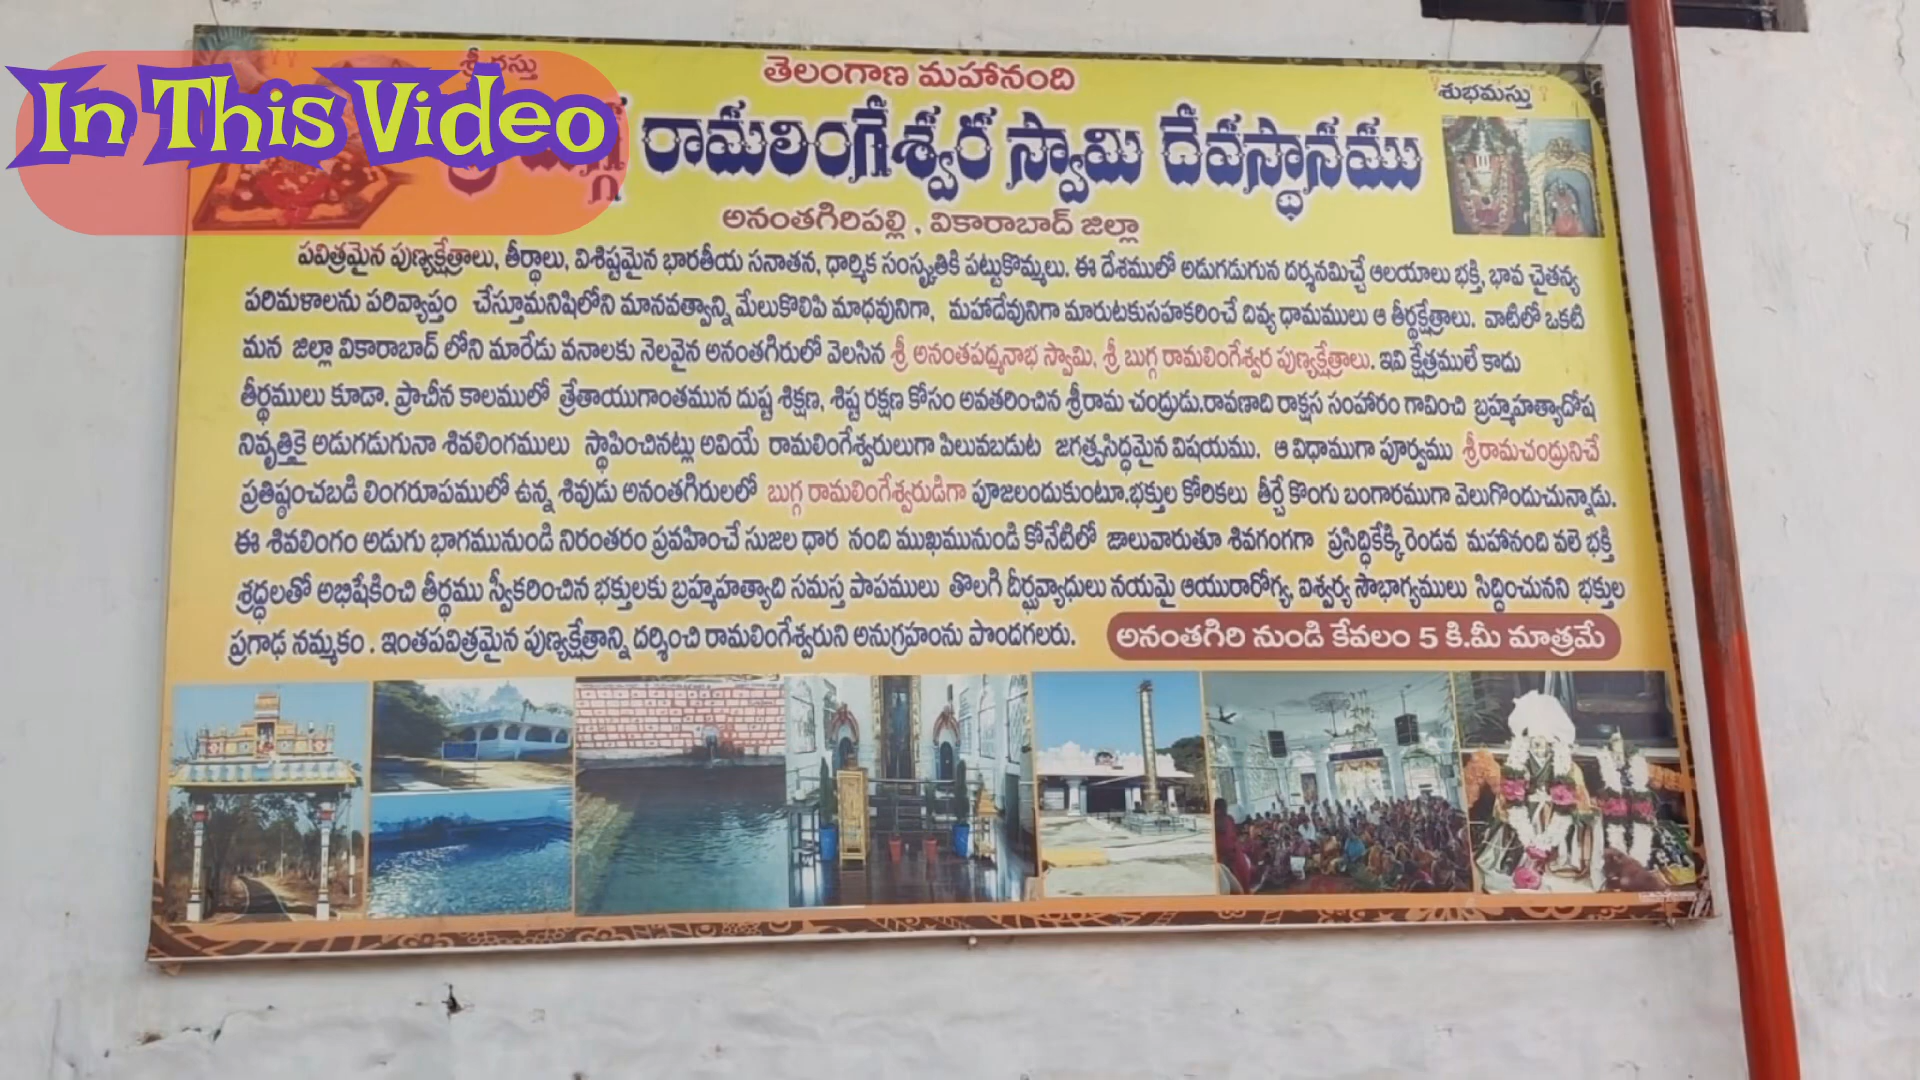 In This Video
తెలంగాణ మహానంది
శుభమస్తు
రామలింగేశ్వర స్వామి దేవస్థానము
అనంతగిరిపల్లి, వికారాబాద్ జిల్లా
పవిత్రమైన పుణ్యక్షేత్రాలు, తీర్థాలు, విశిష్టమైన భారతీయ సనాతన, ధార్మిక సంస్కృతికి పట్టుకొమ్మలు. ఈ దేశములో అడుగడుగున దర్శనమిచ్చే ఆలయాలు భక్తి, భావ చైతన్య
పరిమళాలను పరివ్యాప్తం చేస్తూమనిషిలోని మానవత్వాన్ని మేలుకొలిపి మాధవునిగా, మహాదేవునిగా మారుటకుసహకరించే దివ్య ధామములు ఆ తీర్థక్షేత్రాలు. వాటిలో ఒకటి
మన జిల్లా వికారాబాద్ లోని మారేడు వనాలకు నెలవైన అనంతగిరులో వెలసిన శ్రీ అనంతపద్మనాభ స్వామి, శ్రీ బుగ్గ రామలింగేశ్వర పుణ్యక్షేత్రాలు. ఇవి క్షేత్రములే కాదు
తీర్థములు కూడా. ప్రాచీన కాలములో త్రేతాయుగాంతమున దుష్ట శిక్షణ, శిష్ట రక్షణ కోసం అవతరించిన శ్రీరామ చంద్రుడు.రావణాది రాక్షస సంహారం గావించి బ్రహ్మహత్యాదోష
నివృత్తికై అడుగడుగునా శివలింగములు స్థాపించినట్లు అవియే రామలింగేశ్వరులుగా పిలువబడుట జగత్ప్రసిద్ధమైన విషయము. ఆ విధాముగా పూర్వము శ్రీరామచంద్రునిచే
ప్రతిష్ఠంచబడి లింగరూపములో ఉన్న శివుడు అనంతగిరులలో బుగ్గ రామలింగేశ్వరుడిగా పూజలందుకుంటూ.భక్తుల కోరికలు తీర్చే కొంగు బంగారముగా వెలుగొందుచున్నాడు.
ఈ శివలింగం అడుగు భాగమునుండి నిరంతరం ప్రవహించే సుజల ధార నంది ముఖమునుండి కోనేటిలో జాలువారుతూ శివగంగగా ప్రసిద్ధికేక్కి రెండవ మహానంది వలె భక్తి
శ్రద్ధలతో అభిషేకించి తీర్థము స్వీకరించిన భక్తులకు బ్రహ్మహత్యాది సమస్త పాపములు తొలగి దీర్ఘవ్యాధులు నయమై ఆయురారోగ్య, ఐశ్వర్య సౌభాగ్యములు సిద్దించునని భక్తుల
ప్రగాఢ నమ్మకం. ఇంతపవిత్రమైన పుణ్యక్షేత్రాన్ని దర్శించి రామలింగేశ్వరుని అనుగ్రహంను పొందగలరు.
అనంతగిరి నుండి కేవలం 5 కి.మీ మాత్రమే